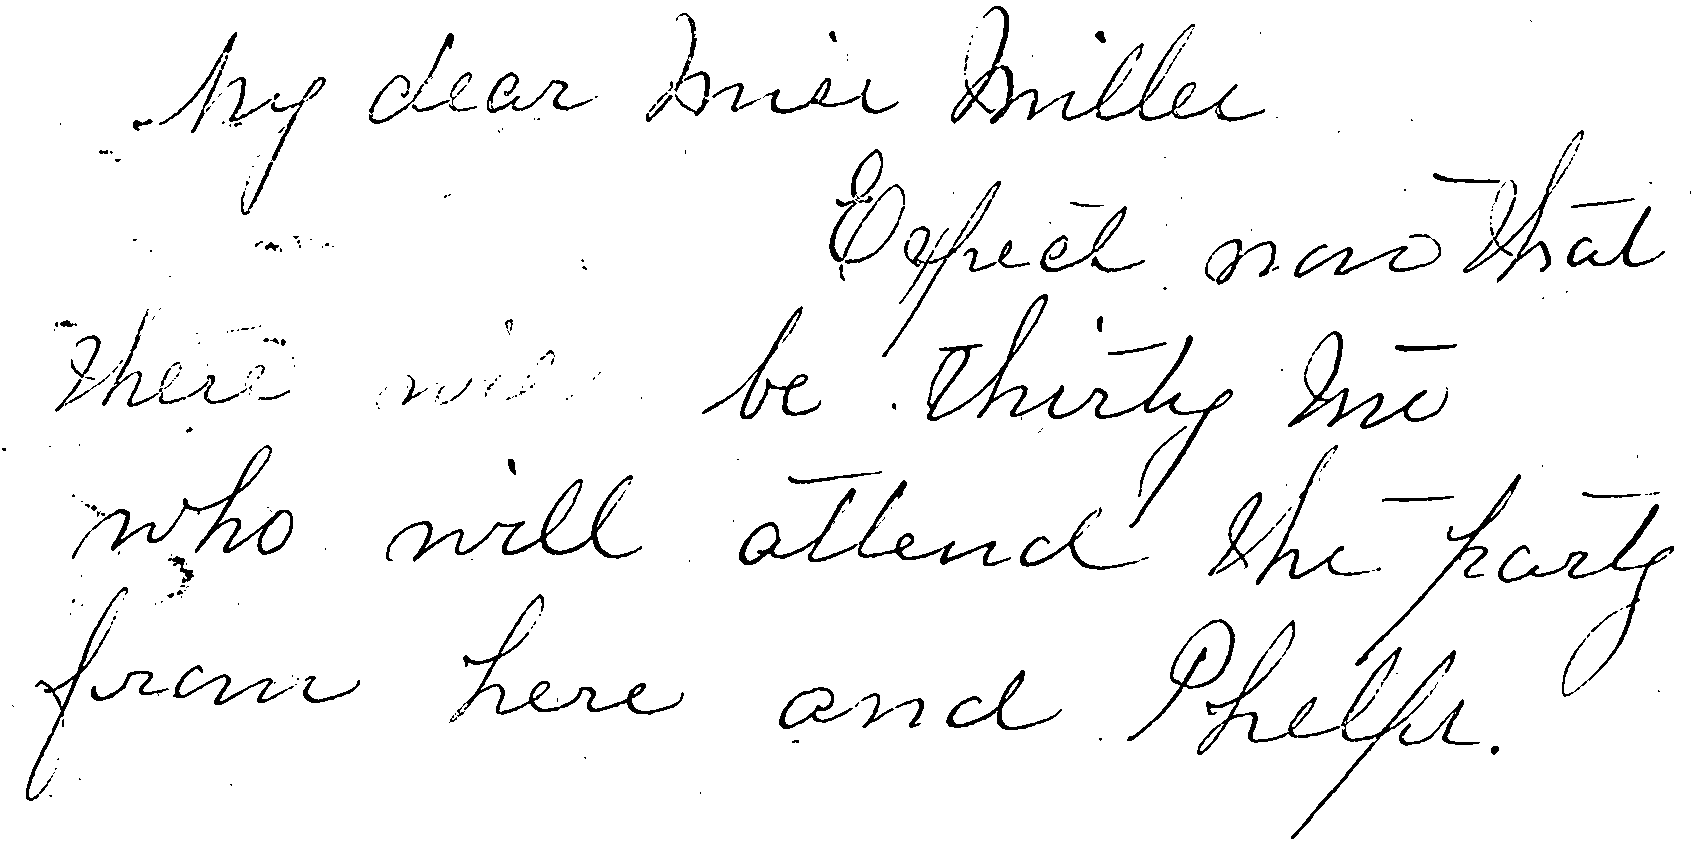 My dear Miss Miller
Expect now that
there will be thirty
who will attend the party
from here and Phelps.